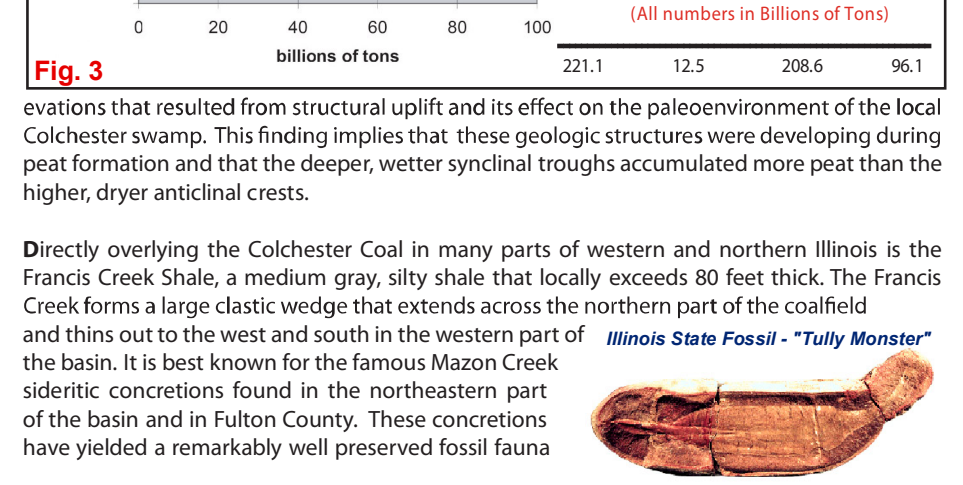 (All numbers in Billions of Tons)
0 20 40 60 80 100
billions of tons
221.1 12.5 208.6 96.1
Fig. 3
evations that resulted from structural uplift and its effect on the paleoenvironment of the local
Colchester swamp. This finding implies that these geologic structures were developing during
peat formation and that the deeper, wetter synclinal troughs accumulated more peat than the
higher, dryer anticlinal crests.
Directly overlying the Colchester Coal in many parts of western and northern Illinois is the
Francis Creek Shale, a medium gray, silty shale that locally exceeds 80 feet thick. The Francis
Creek forms a large clastic wedge that extends across the northern part of the coalfield
and thins out to the west and south in the western part of
the basin. It is best known for the famous Mazon Creek
sideritic concretions found in the northeastern part
of the basin and in Fulton County. These concretions
have yielded a remarkably well preserved fossil fauna
Illinois State Fossil - "Tully Monster"